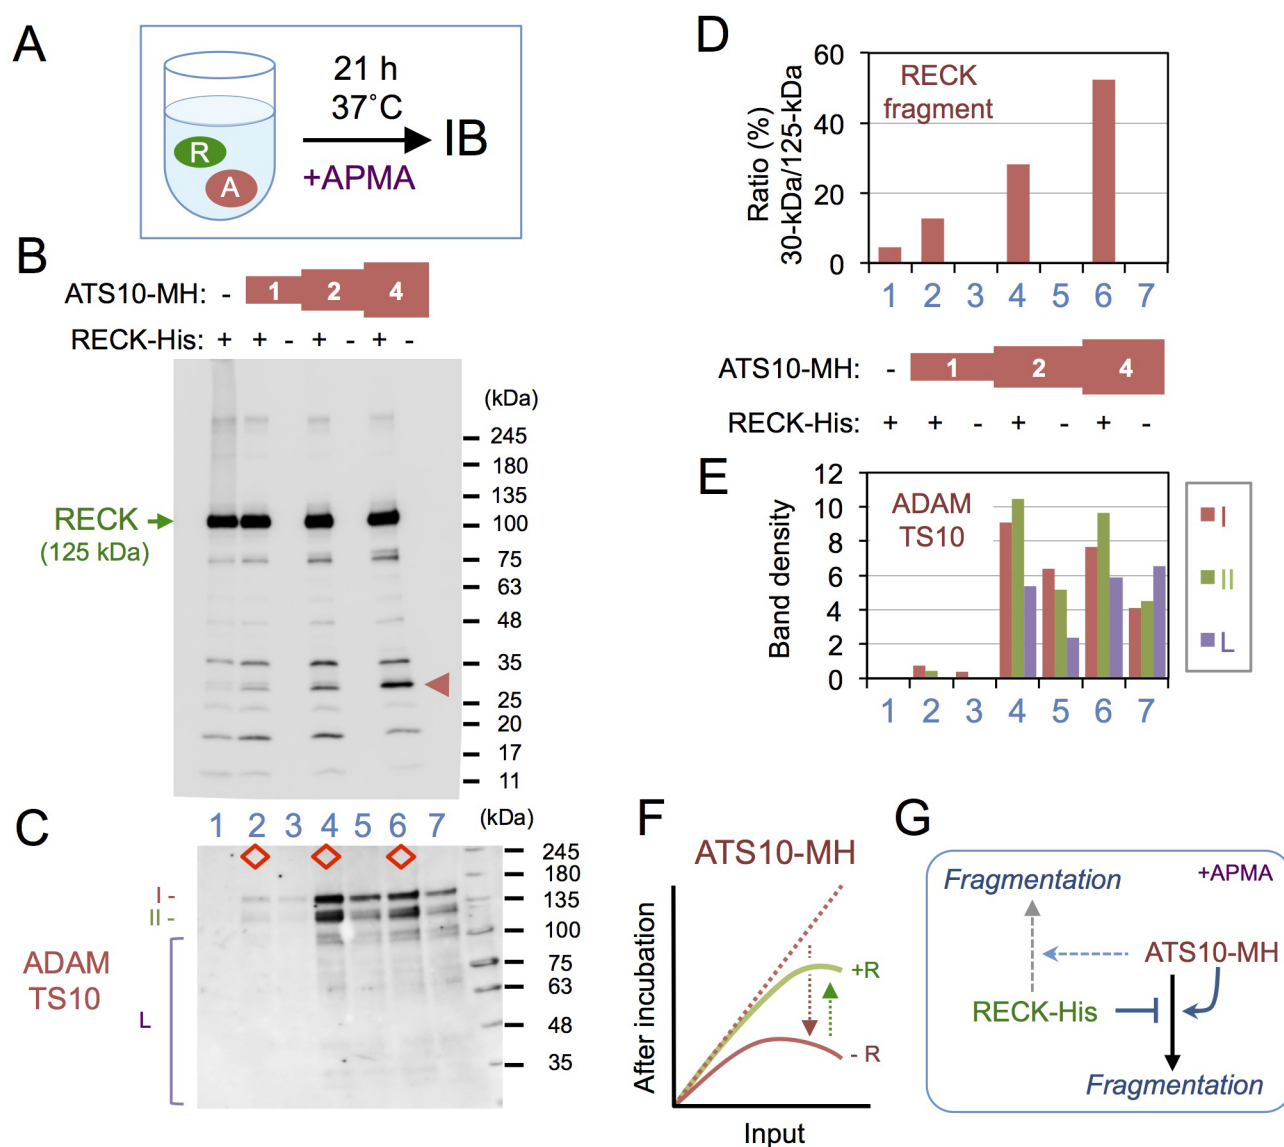 A
21 h
37˚C
+APMA
IB
R
A
B
ATS10-MH: - 1 2 4
RECK-His: + + - + - + -
(kDa)
245
180
135
100
75
63
48
35
25
20
17
11
RECK
(125 kDa)
C
1 2 3 4 5 6 7
(kDa)
I -
II -
L
ADAM
TS10
245
180
135
100
75
63
48
35
D
Ratio (%)
30-kDa/125-kDa
60
40
20
0
RECK
fragment
1 2 3 4 5 6 7
ATS10-MH: - 1 2 4
RECK-His: + + - + - + -
E
Band density
12
10
8
6
4
2
0
ADAM
TS10
I
II
L
1 2 3 4 5 6 7
F
ATS10-MH
After incubation
+R
- R
Input
G
Fragmentation
+APMA
ATS10-MH
RECK-His
Fragmentation